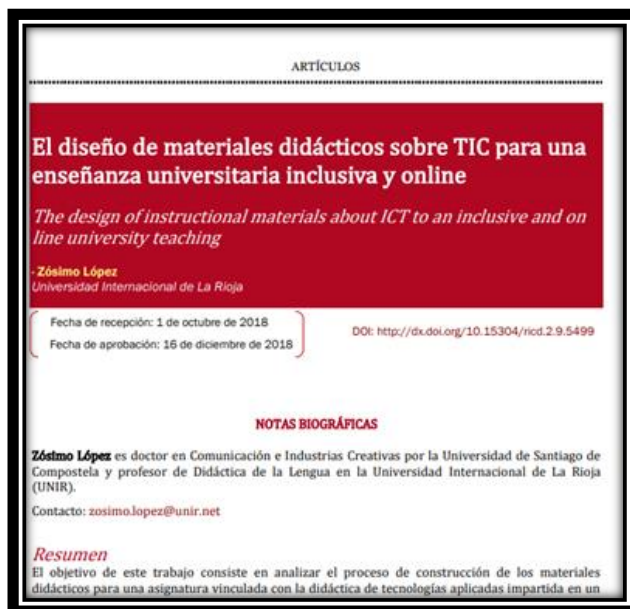 ARTÍCULOS
El diseño de materiales didácticos sobre TIC para una
enseñanza universitaria inclusiva y online
The design of instructional materials about ICT to an inclusive and on
line university teaching
- Zósimo López
Universidad Internacional de La Rioja
Fecha de recepción: 1 de octubre de 2018
Fecha de aprobación: 16 de diciembre de 2018
DOI: http://dx.doi.org/10.15304/ricd.2.9.5499
NOTAS BIOGRÁFICAS
Zósimo López es doctor en Comunicación e Industrias Creativas por la Universidad de Santiago de
Compostela y profesor de Didáctica de la Lengua en la Universidad Internacional de La Rioja
(UNIR).
Contacto: zosimo.lopez@unir.net
Resumen
El objetivo de este trabajo consiste en analizar el proceso de construcción de los materiales
didácticos para una asignatura vinculada con la didáctica de tecnologías aplicadas impartida en un